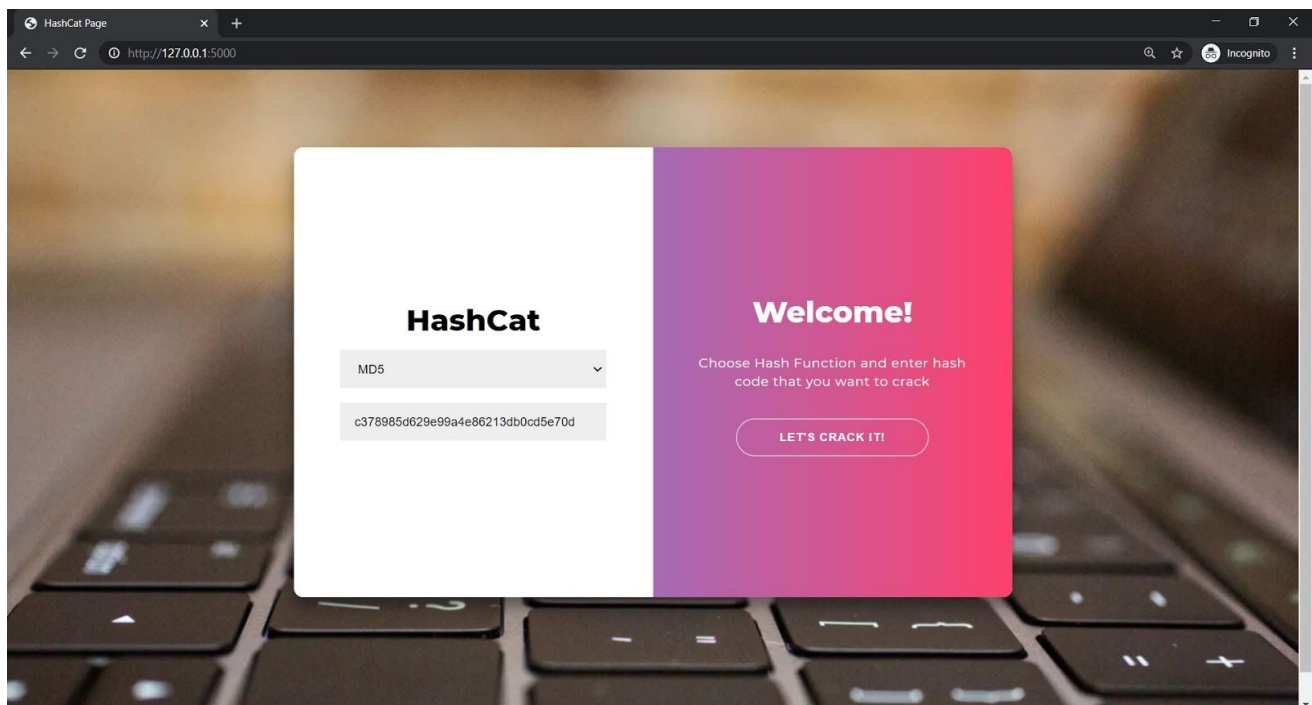 HashCat Page
http://127.0.0.1:5000
Incognito
HashCat
MD5
c378985d629e99a4e86213db0cd5e70d
Welcome!
Choose Hash Function and enter hash
code that you want to crack
LET'S CRACK IT!